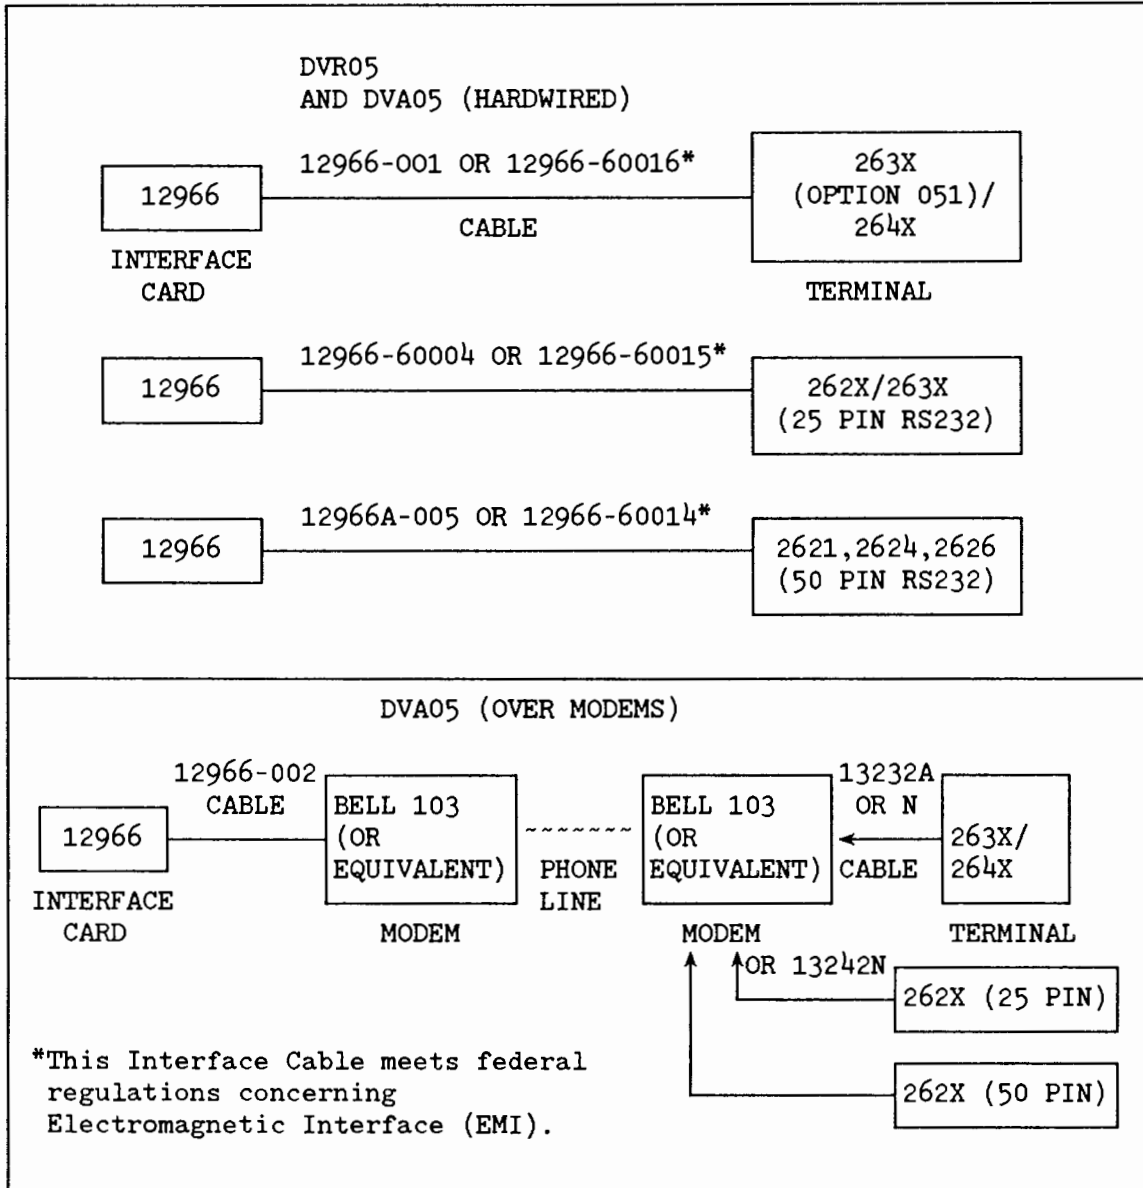 DVR05
AND DVA05 (HARDWIRED)
12966-001 OR 12966-60016*
12966
CABLE
263X
(OPTION 051)/
264X
INTERFACE
CARD
TERMINAL
12966-60004 OR 12966-60015*
12966
262X/263X
(25 PIN RS232)
12966A-005 OR 12966-60014*
12966
2621,2624,2626
(50 PIN RS232)
DVA05 (OVER MODEMS)
12966-002
CABLE
12966
INTERFACE
CARD
BELL 103
(OR
EQUIVALENT)
MODEM
~~~~~~~
PHONE
LINE
BELL 103
(OR
EQUIVALENT)
MODEM
13232A
OR N
CABLE
263X/
264X
TERMINAL
OR 13242N
262X (25 PIN)
262X (50 PIN)
*This Interface Cable meets federal
regulations concerning
Electromagnetic Interface (EMI).